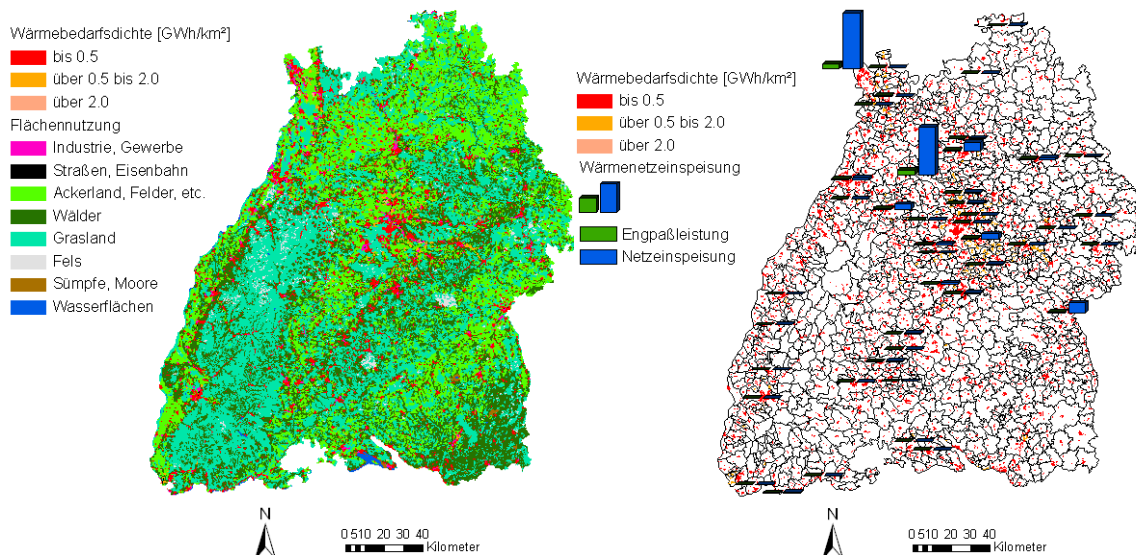 Wärmebedarfsdichte [GWh/km²]
bis 0.5
über 0.5 bis 2.0
über 2.0
Flächennutzung
Industrie, Gewerbe
Straßen, Eisenbahn
Ackerland, Felder, etc.
Wälder
Grasland
Fels
Sümpfe, Moore
Wasserflächen
N
0 5 10 20 30 40
Kilometer
Wärmebedarfsdichte [GWh/km²]
bis 0.5
über 0.5 bis 2.0
über 2.0
Wärmenetzeinspeisung
Engpaßleistung
Netzeinspeisung
N
0 5 10 20 30 40
Kilometer